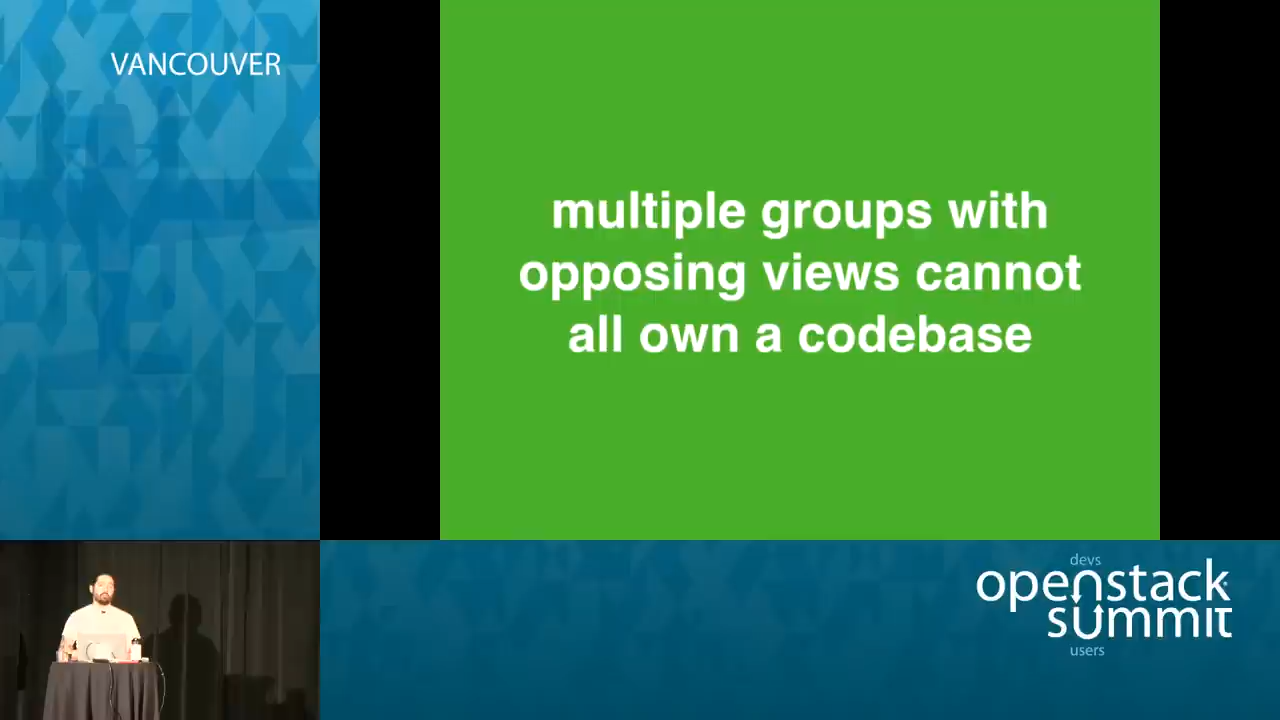 VANCOUVER
multiple groups with
opposing views cannot
all own a codebase
devs
openstack
summit
users